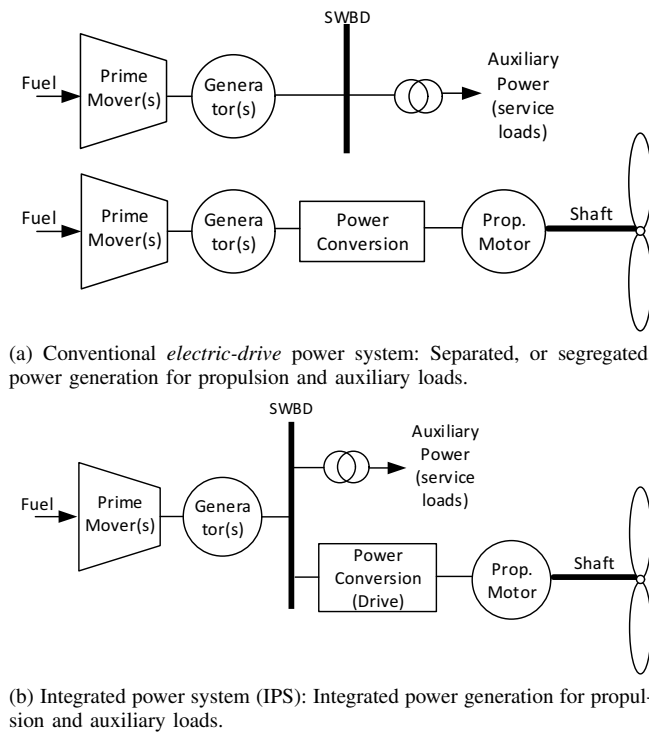 SWBD
Fuel
Prime
Mover(s)
Genera
tor(s)
Auxiliary
Power
(service
loads)
Fuel
Prime
Mover(s)
Genera
tor(s)
Power
Conversion
Prop.
Motor
Shaft
(a) Conventional electric-drive power system: Separated, or segregated
power generation for propulsion and auxiliary loads.
SWBD
Fuel
Prime
Mover(s)
Genera
tor(s)
Auxiliary
Power
(service
loads)
Power
Conversion
(Drive)
Prop.
Motor
Shaft
(b) Integrated power system (IPS): Integrated power generation for propul-
sion and auxiliary loads.